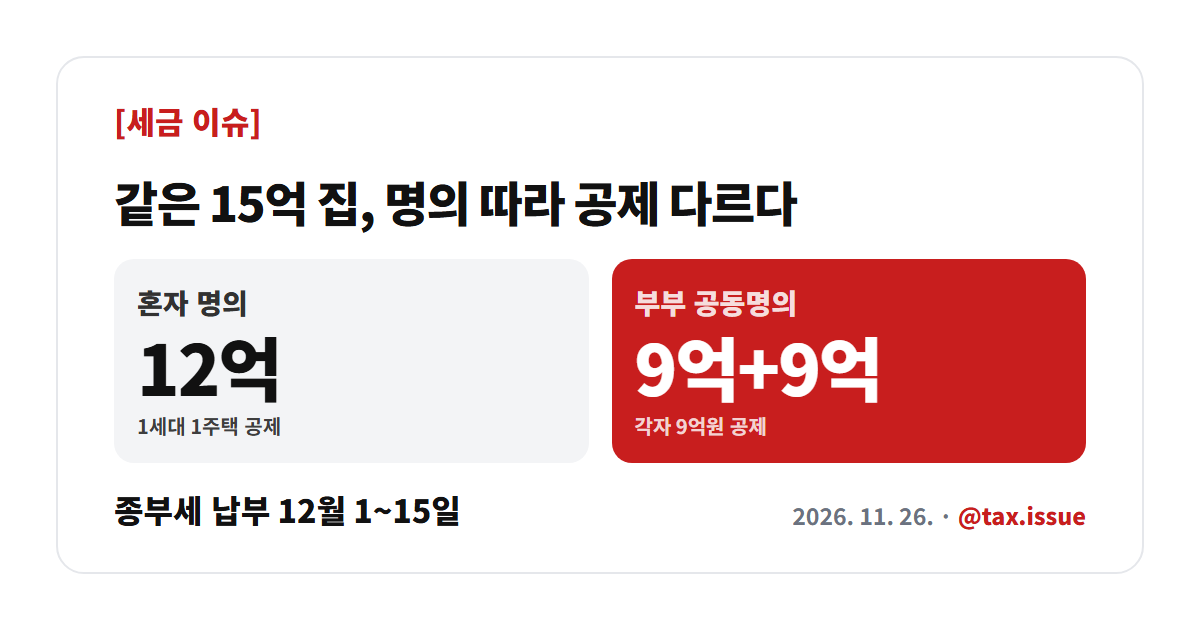 [세금 이슈]
같은 15억 집, 명의 따라 공제 다르다
혼자 명의
12억
1세대 1주택 공제
부부 공동명의
9억+9억
각자 9억원 공제
종부세 납부 12월 1~15일
2026. 11. 26. · @tax.issue